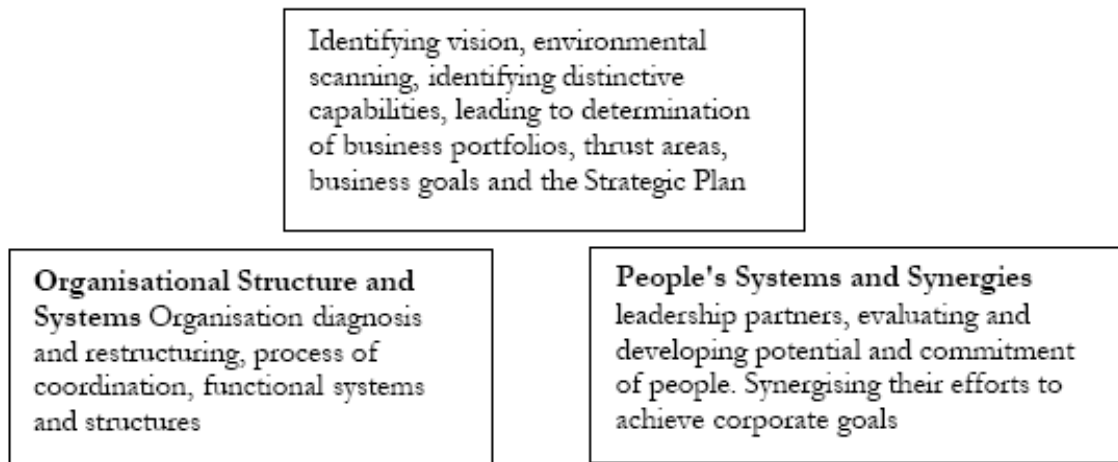 Identifying vision, environmental
scanning, identifying distinctive
capabilities, leading to determination
of business portfolios, thrust areas,
business goals and the Strategic Plan
Organisational Structure and
Systems Organisation diagnosis
and restructuring, process of
coordination, functional systems
and structures
People's Systems and Synergies
leadership partners, evaluating and
developing potential and commitment
of people. Synergising their efforts to
achieve corporate goals